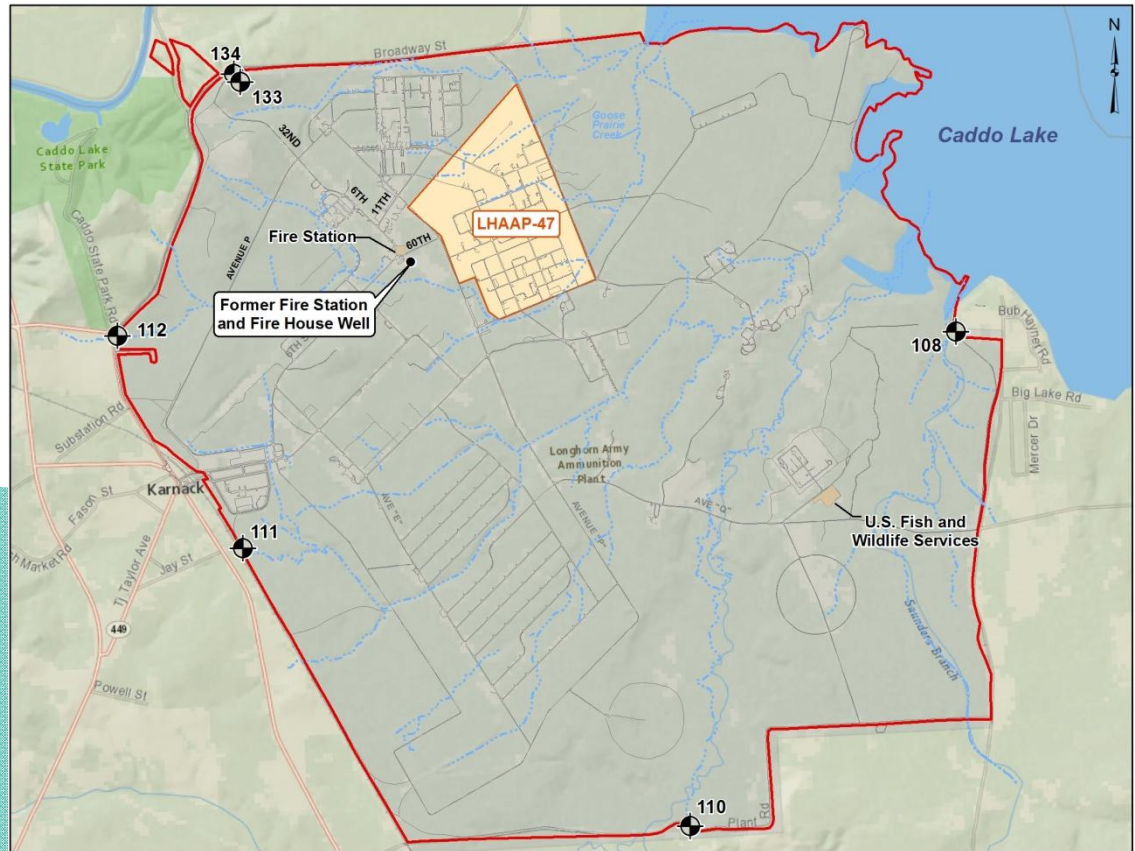 134
133
Broadway St
N
Caddo Lake
State Park
32ND
Goose
Prairie
Creek
Caddo Lake
6TH
11TH
LHAAP-47
Fire Station
60TH
AVENUE P
Caddo State Park Rd
Former Fire Station
and Fire House Well
112
6TH S
108
Bub Hayner Rd
Big Lake Rd
Mercer Dr
Substation Rd
Longhorn Army
Ammunition
Plant
Karnack
Fason St
AVE "E"
AVENUE "P"
AVE "Q"
U.S. Fish and
Wildlife Services
111
Market Rd
Jay St
Tj Taylor Ave
449
Saunders Branch
Powell St
110
Plant Rd